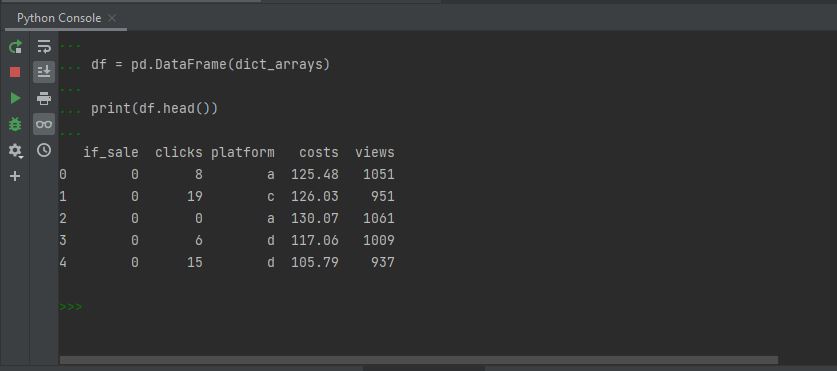 Python Console
...
... df = pd.DataFrame(dict_arrays)
...
... print(df.head())
...
   if_sale  clicks platform   costs  views
0        0       8        a  125.48   1051
1        0      19        c  126.03    951
2        0       0        a  130.07   1061
3        0       6        d  117.06   1009
4        0      15        d  105.79    937
>>>